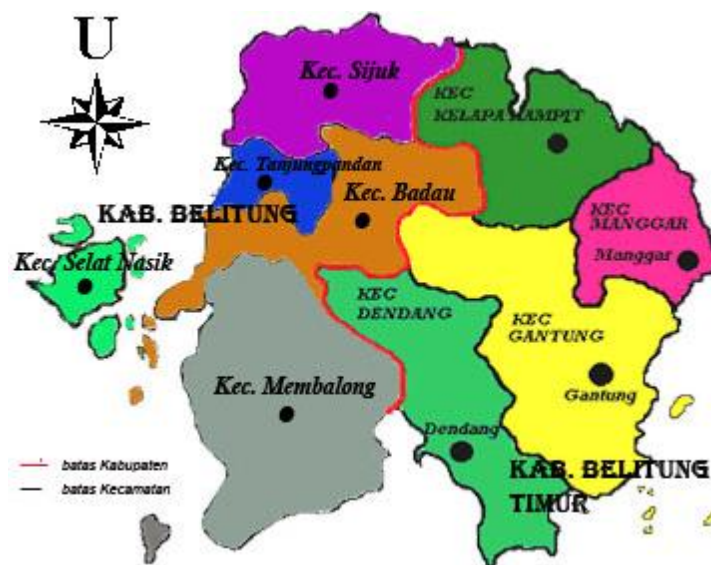 U
Kec. Sijuk
KEC
KELAPA HAMPIT
Kec. Tanjungpandan
Kec. Badau
KAB. BELITUNG
KEC
MANGGAR
Manggar
Kec. Selat Nasik
KEC
DENDANG
KEC
GANTUNG
Kec. Membalong
Gantung
Dendang
batas Kabupaten
batas Kecamatan
KAB. BELITUNG
TIMUR